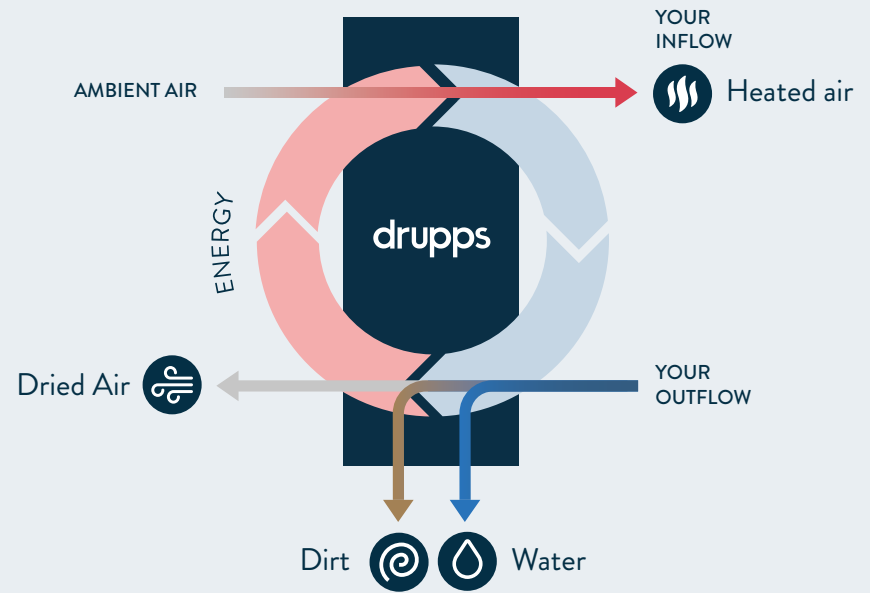 YOUR
INFLOW
AMBIENT AIR
Heated air
ENERGY
drupps
Dried Air
YOUR
OUTFLOW
Dirt
Water